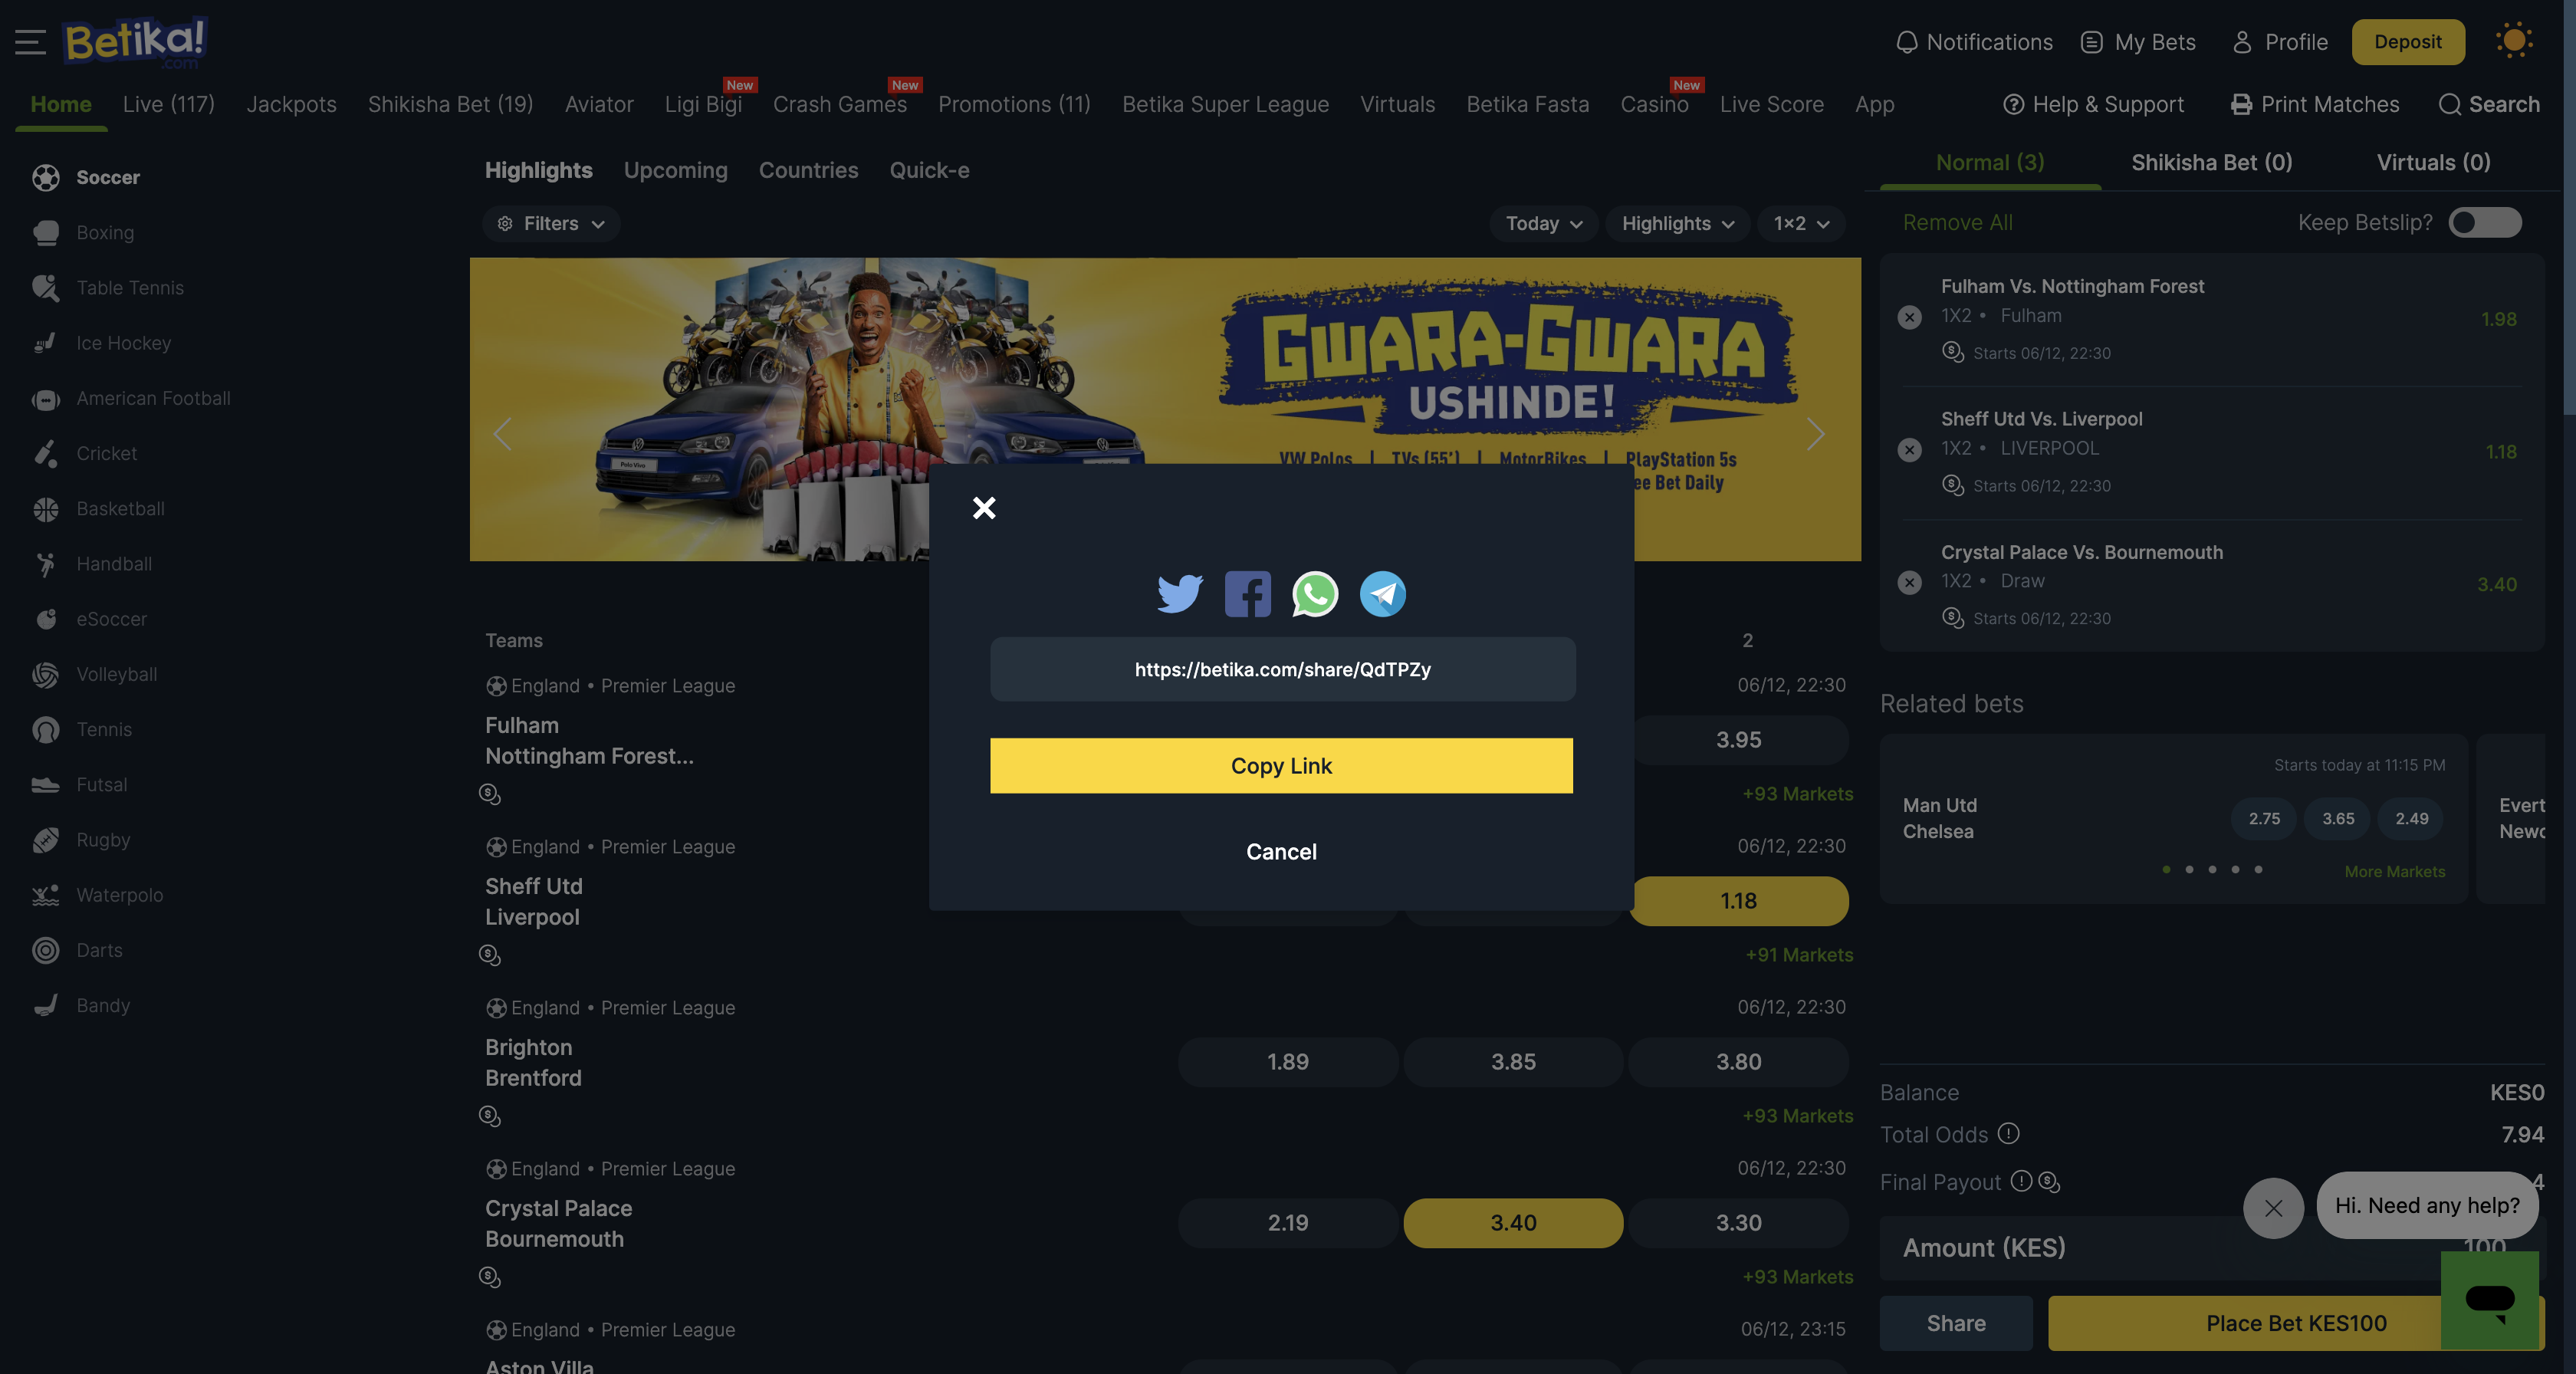 Betika!
.com
Notifications
My Bets
Profile
Deposit
Home
Live (117)
Jackpots
Shikisha Bet (19)
Aviator
Ligi Bigi
New
Crash Games
New
Promotions (11)
Betika Super League
Virtuals
Betika Fasta
Casino
New
Live Score
App
Help & Support
Print Matches
Search
Soccer
Boxing
Table Tennis
Ice Hockey
American Football
Cricket
Basketball
Handball
eSoccer
Volleyball
Tennis
Futsal
Rugby
Waterpolo
Darts
Bandy
Highlights
Upcoming
Countries
Quick-e
Filters
Today
Highlights
1×2
GWARA-GWARA
USHINDE!
VW Polos | TVs (55") | MotorBikes | PlayStation 5s
ee Bet Daily
Polo Vivo
https://betika.com/share/QdTPZy
Copy Link
Cancel
Teams
2
England • Premier League
06/12, 22:30
Fulham
Nottingham Forest...
3.95
+93 Markets
England • Premier League
06/12, 22:30
Sheff Utd
Liverpool
1.18
+91 Markets
England • Premier League
06/12, 22:30
Brighton
Brentford
1.89
3.85
3.80
+93 Markets
England • Premier League
06/12, 22:30
Crystal Palace
Bournemouth
2.19
3.40
3.30
+93 Markets
England • Premier League
06/12, 23:15
Aston Villa
Normal (3)
Shikisha Bet (0)
Virtuals (0)
Remove All
Keep Betslip?
Fulham Vs. Nottingham Forest
1X2 • Fulham
1.98
Starts 06/12, 22:30
Sheff Utd Vs. Liverpool
1X2 • LIVERPOOL
1.18
Starts 06/12, 22:30
Crystal Palace Vs. Bournemouth
1X2 • Draw
3.40
Starts 06/12, 22:30
Related bets
Starts today at 11:15 PM
Man Utd
Chelsea
2.75
3.65
2.49
More Markets
Evert
Newc
Balance
KES0
Total Odds
7.94
Final Payout
4
Hi. Need any help?
Amount (KES)
100
Share
Place Bet KES100